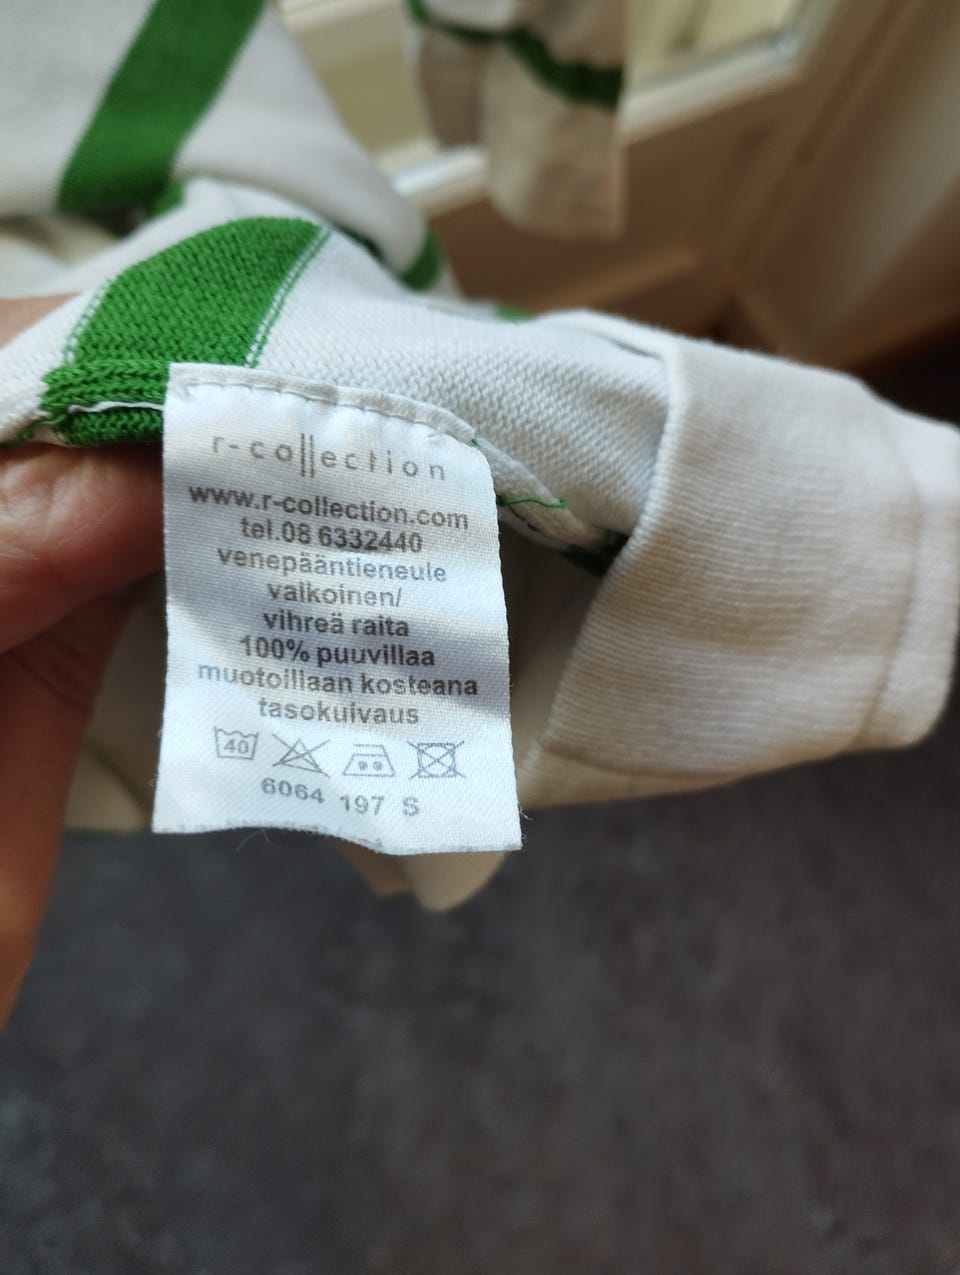 r-collection
www.r-collection.com
tel.08 6332440
venepääntieneule
valkoinen/
vihreä raita
100% puuvillaa
muotoillaan kosteana
tasokuivaus
40
6064 197 S